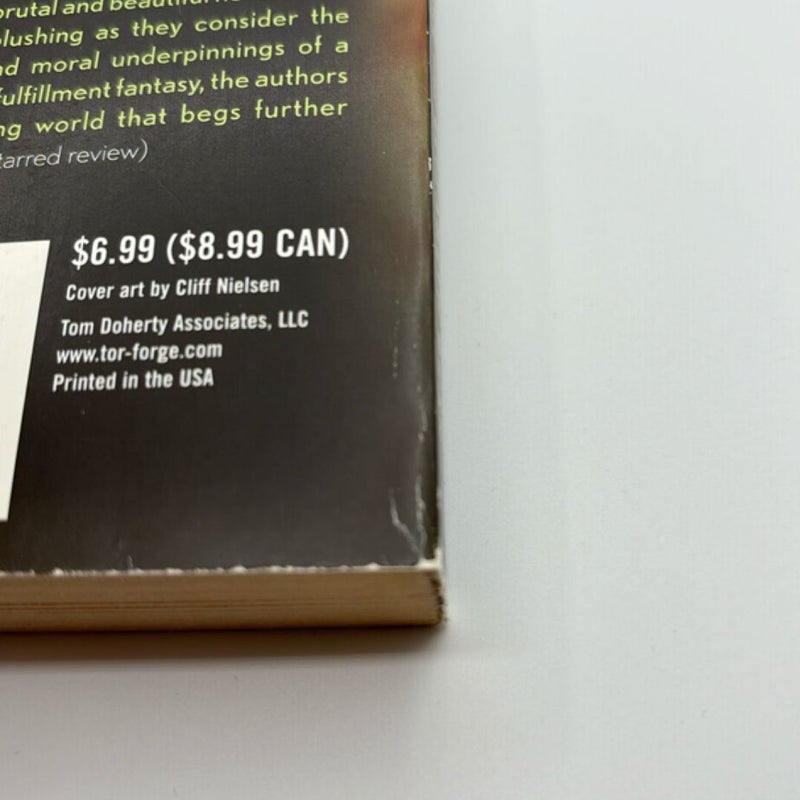 brutal and beautiful
blushing as they consider the
nd moral underpinnings of a
fulfillment fantasy, the authors
ng world that begs further
tarred review)
$6.99 ($8.99 CAN)
Cover art by Cliff Nielsen
Tom Doherty Associates, LLC
www.tor-forge.com
Printed in the USA